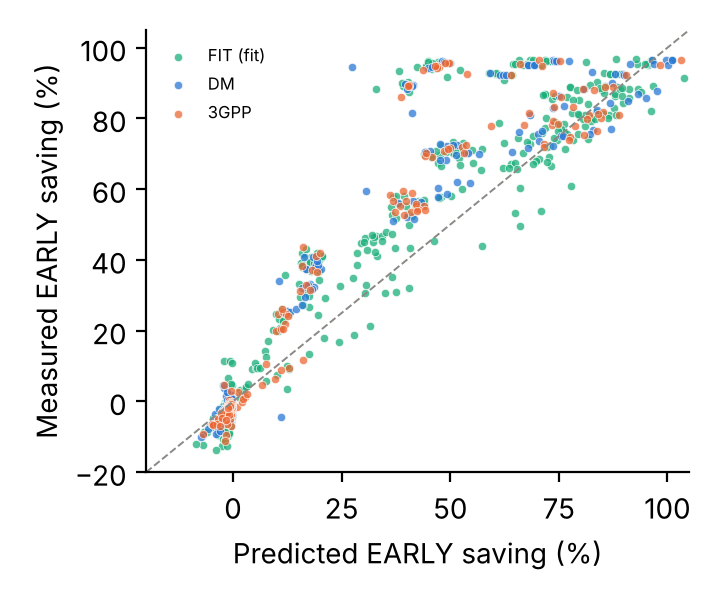 FIT (fit)
DM
3GPP
Measured EARLY saving (%)
100
80
60
40
20
0
−20
0 25 50 75 100
Predicted EARLY saving (%)